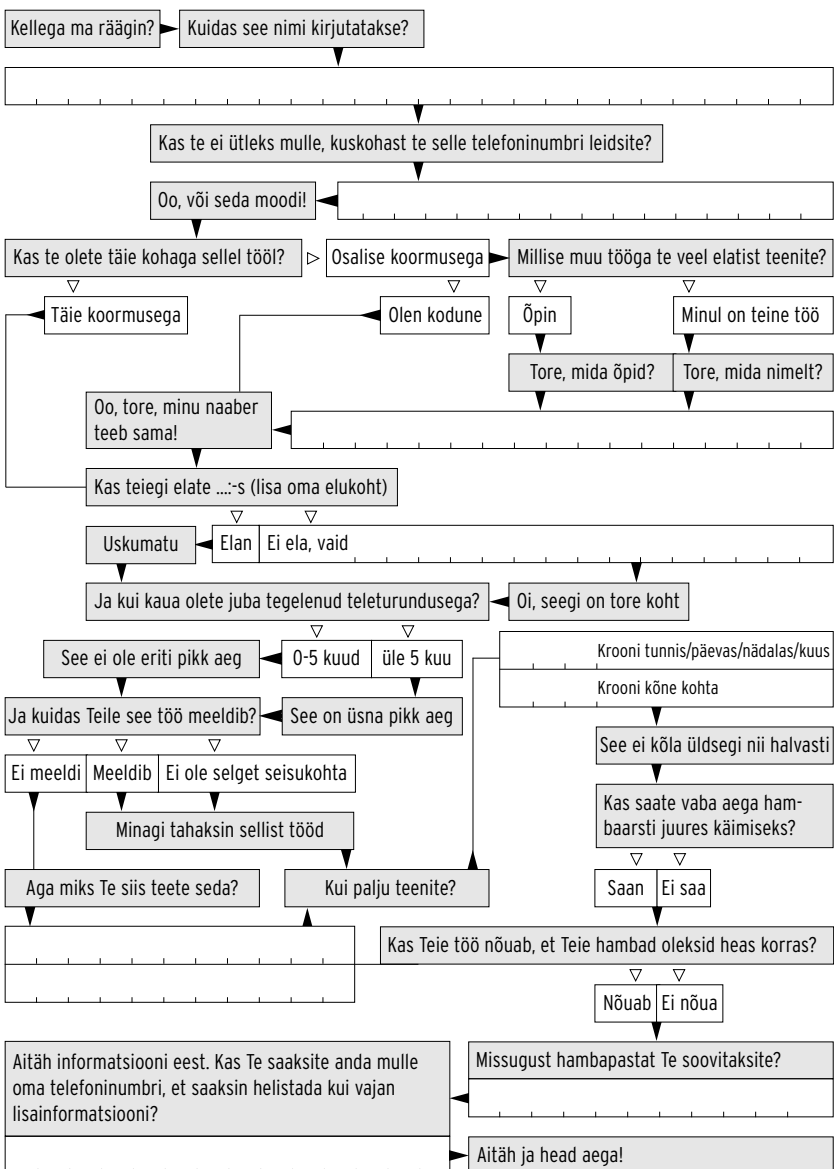 Kellega ma räägin?
Kuidas see nimi kirjutatakse?
Kas te ei ütleks mulle, kuskohast te selle telefoninumbri leidsite?
Oo, või seda moodi!
Kas te olete täie kohaga sellel tööl?
Osalise koormusega
Millise muu tööga te veel elatist teenite?
Täie koormusega
Olen kodune
Õpin
Minul on teine töö
Tore, mida õpid?
Tore, mida nimelt?
Oo, tore, minu naaber
teeb sama!
Kas teiegi elate ...:-s (lisa oma elukoht)
Uskumatu
Elan
Ei ela, vaid
Ja kui kaua olete juba tegelenud teleturundusega?
Oi, seegi on tore koht
See ei ole eriti pikk aeg
0-5 kuud
üle 5 kuu
Krooni tunnis/päevas/nädalas/kuus
Krooni kõne kohta
Ja kuidas Teile see töö meeldib?
See on üsna pikk aeg
See ei kõla üldsegi nii halvasti
Ei meeldi
Meeldib
Ei ole selget seisukohta
Kas saate vaba aega ham-
baarsti juures käimiseks?
Minagi tahaksin sellist tööd
Aga miks Te siis teete seda?
Kui palju teenite?
Saan
Ei saa
Kas Teie töö nõuab, et Teie hambad oleksid heas korras?
Nõuab
Ei nõua
Aitäh informatsiooni eest. Kas Te saaksite anda mulle
oma telefoninumbri, et saaksin helistada kui vajan
lisainformatsiooni?
Missugust hambapastat Te soovitaksite?
Aitäh ja head aega!